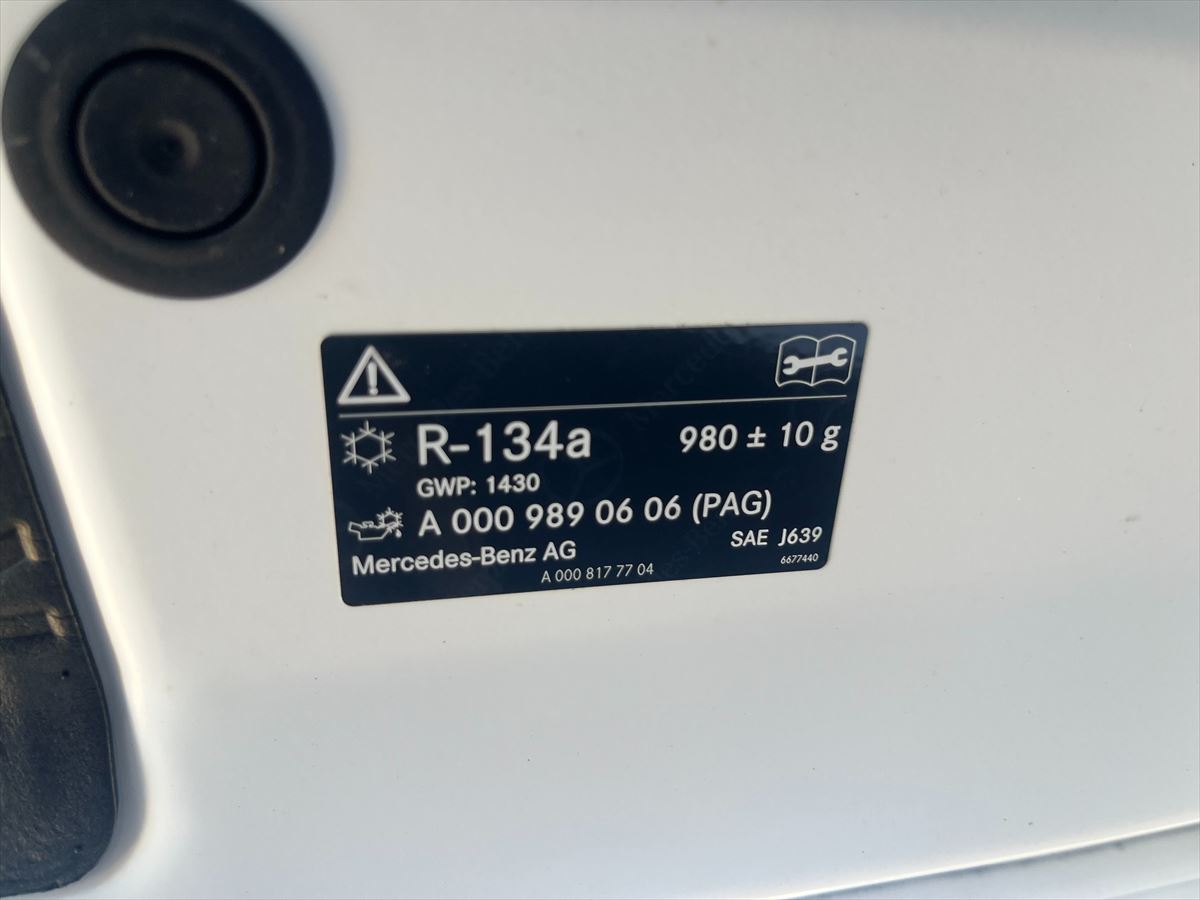 R-134a 980 ± 10 g
GWP: 1430
A 000 989 06 06 (PAG)
Mercedes-Benz AG SAE J639
A 000 817 77 04 6677440